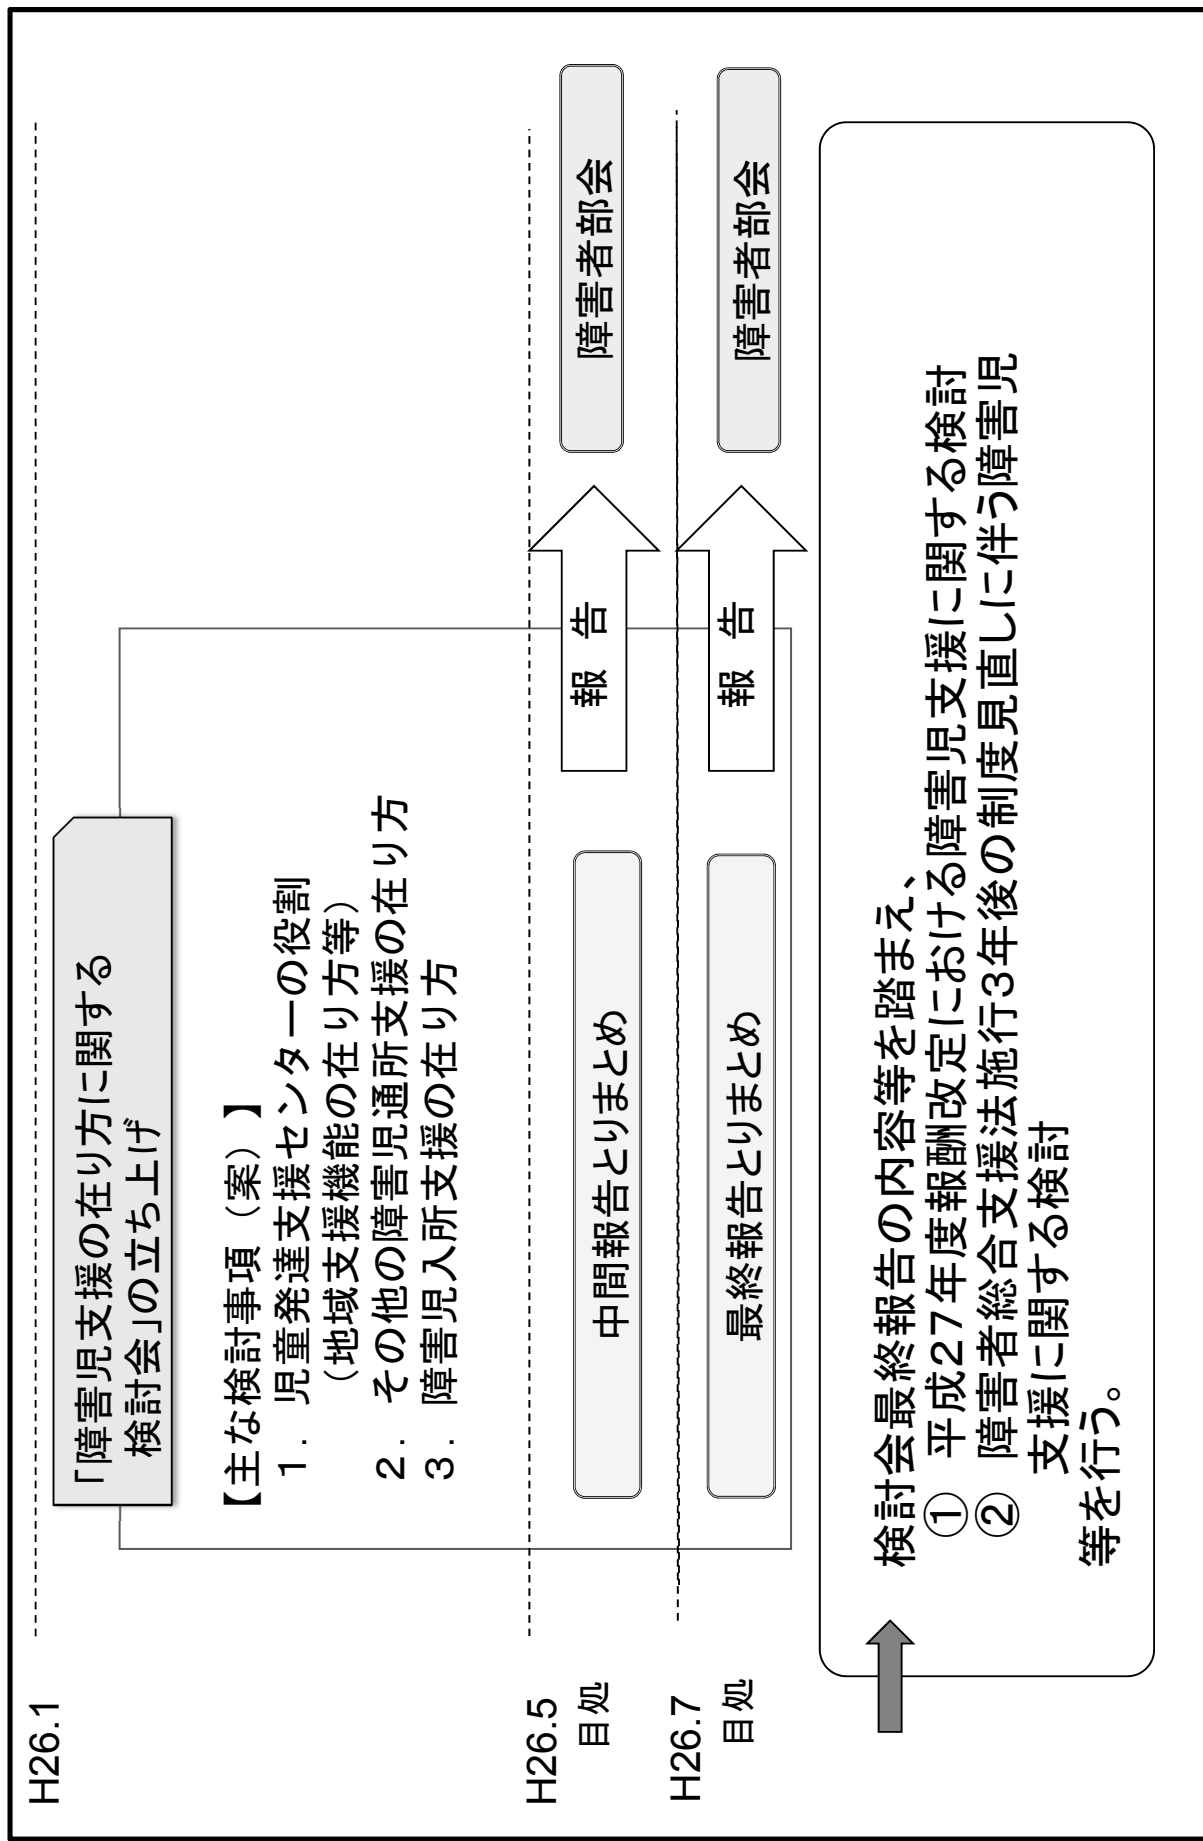 H26.1
「障害児支援の在り方に関する
検討会」の立ち上げ
【主な検討事項（案）】
１．児童発達支援センターの役割
（地域支援機能の在り方等）
２．その他の障害児通所支援の在り方
３．障害児入所支援の在り方
H26.5
目処
中間報告とりまとめ
報 告
障害者部会
H26.7
目処
最終報告とりまとめ
報 告
障害者部会
検討会最終報告の内容等を踏まえ、
① 平成２７年度報酬改定における障害児支援に関する検討
② 障害者総合支援法施行３年後の制度見直しに伴う障害児
支援に関する検討
等を行う。